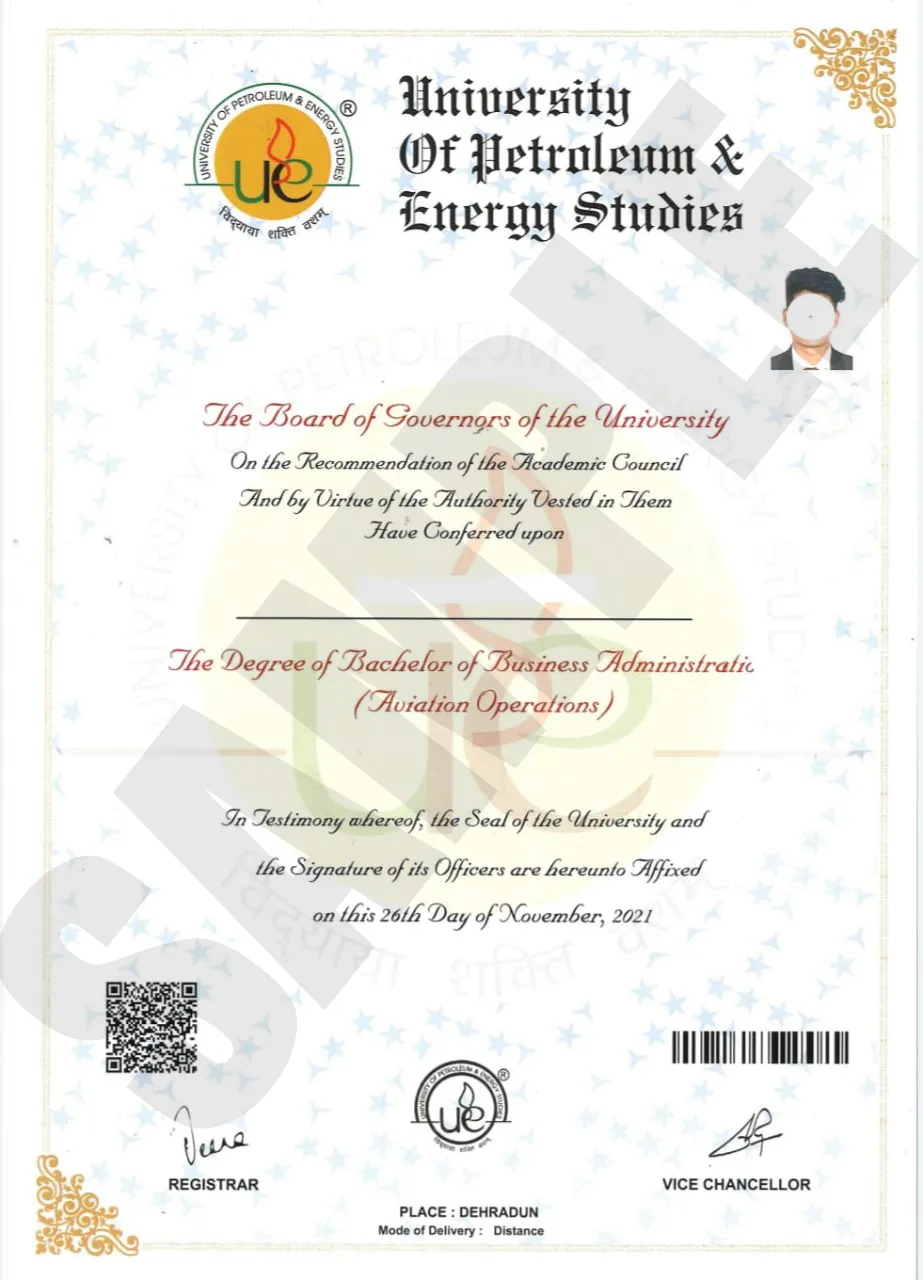 UNIVERSITY OF PETROLEUM & ENERGY STUDIES
®
ue
विद्यया शक्ति वशम्
University
Of Petroleum &
Energy Studies
SAMPLE
The Board of Governors of the University
On the Recommendation of the Academic Council
And by Virtue of the Authority Vested in Them
Have Conferred upon
The Degree of Bachelor of Business Administratio
(Aviation Operations)
In Testimony whereof, the Seal of the University and
the Signature of its Officers are hereunto Affixed
on this 26th Day of November, 2021
UNIVERSITY OF PETROLEUM & ENERGY STUDIES
®
ue
REGISTRAR
VICE CHANCELLOR
PLACE : DEHRADUN
Mode of Delivery : Distance